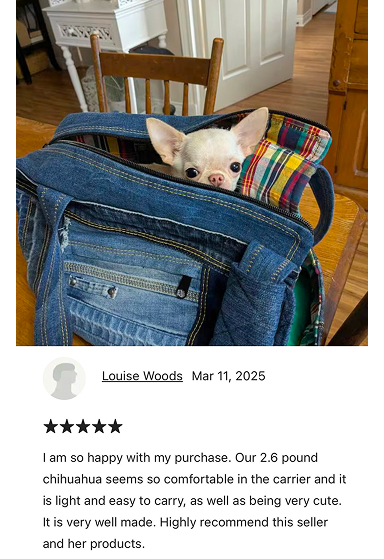 Louise Woods Mar 11, 2025
I am so happy with my purchase. Our 2.6 pound
chihuahua seems so comfortable in the carrier and it
is light and easy to carry, as well as being very cute.
It is very well made. Highly recommend this seller
and her products.